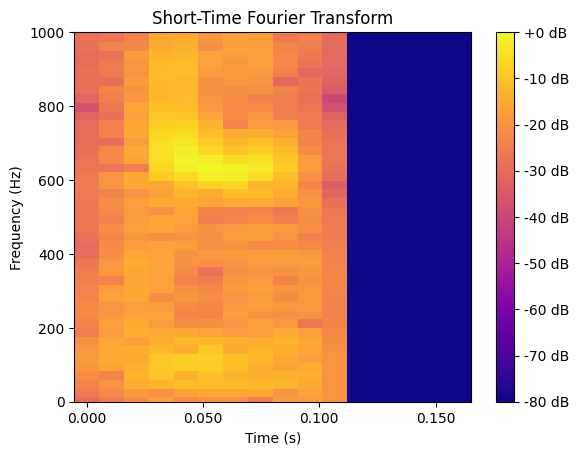 Short-Time Fourier Transform
1000
800
600
400
200
0
Frequency (Hz)
0.000
0.050
0.100
0.150
Time (s)
+0 dB
-10 dB
-20 dB
-30 dB
-40 dB
-50 dB
-60 dB
-70 dB
-80 dB